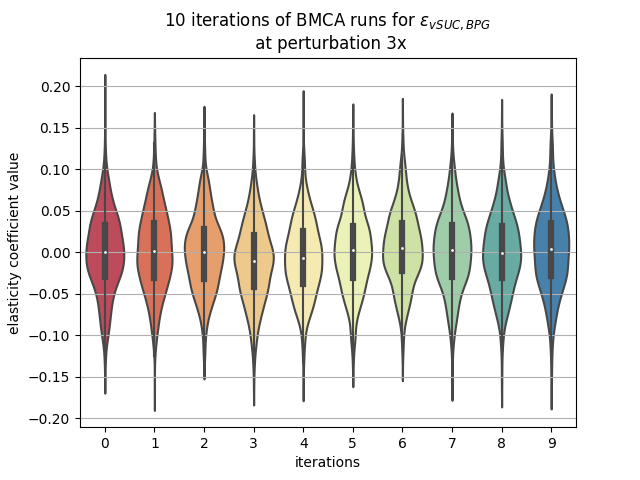 10 iterations of BMCA runs for ε_{vSUC, BPG}
at perturbation 3x
elasticity coefficient value
0.20
0.15
0.10
0.05
0.00
−0.05
−0.10
−0.15
−0.20
0 1 2 3 4 5 6 7 8 9
iterations